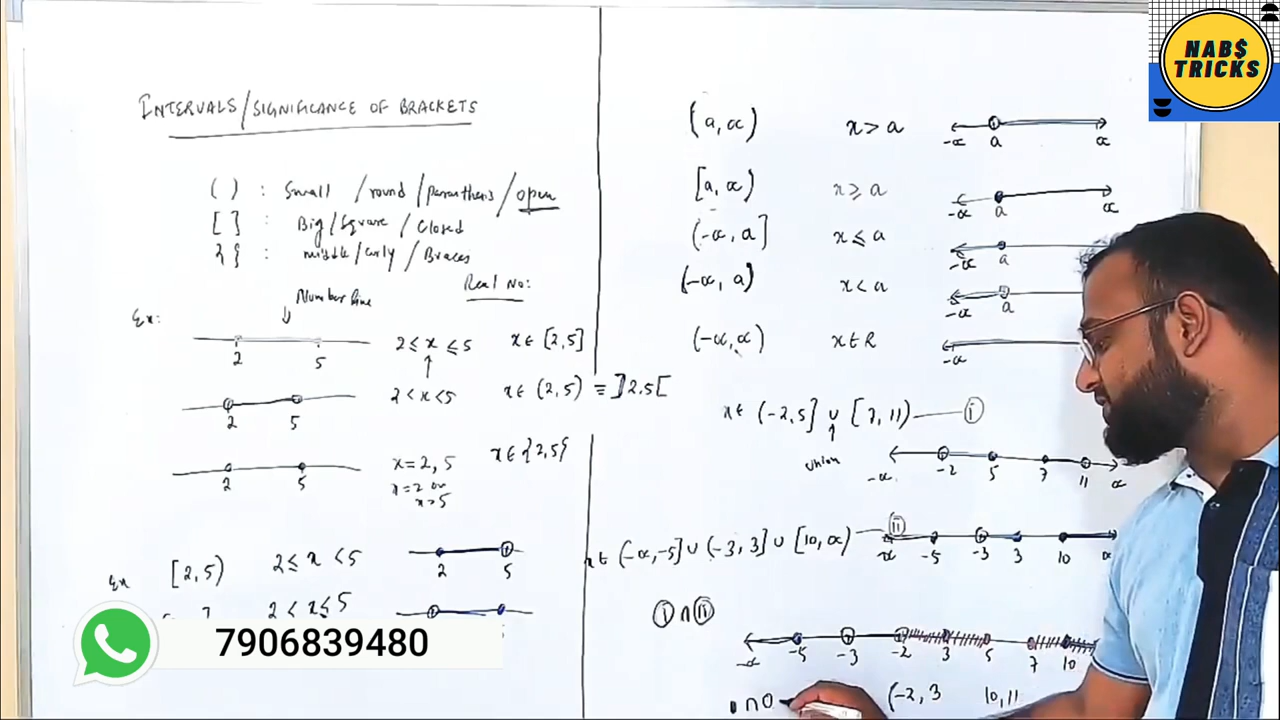 NAB$
TRICKS
INTERVALS/SIGNIFICANCE OF BRACKETS
( ) : Small /round/paranthesis/open
[ ] : Big/Square/Closed
{ } : middle/curly/Braces
Real No:
Number line
Ex:
2 5 2 ≤ x ≤ 5 x ∈ [2,5]
2 5 2 < x < 5 x ∈ (2,5) ≡ ]2,5[
2 5 x = 2, 5 x ∈ {2,5}
x=2 or
x=5
Ex [2,5) 2 ≤ x < 5 2 5
2 < x ≤ 5
(a, ∝) x > a -∝ a ∝
[a, ∝) x ≥ a -∝ a ∝
(-∝, a] x ≤ a -∝ a
(-∝, a) x < a -∝ a
(-∝, ∝) x ∈ R -∝
x ∈ (-2,5] ∪ [7, 11) i
union
-∝ -2 5 7 11 ∝
x ∈ (-∝,-5] ∪ (-3, 3] ∪ [10, ∝) ii
-∝ -5 -3 3 10 ∝
i ∩ ii
-∝ -5 -3 -2 3 5 7 10
(-2, 3 10, 11
7906839480